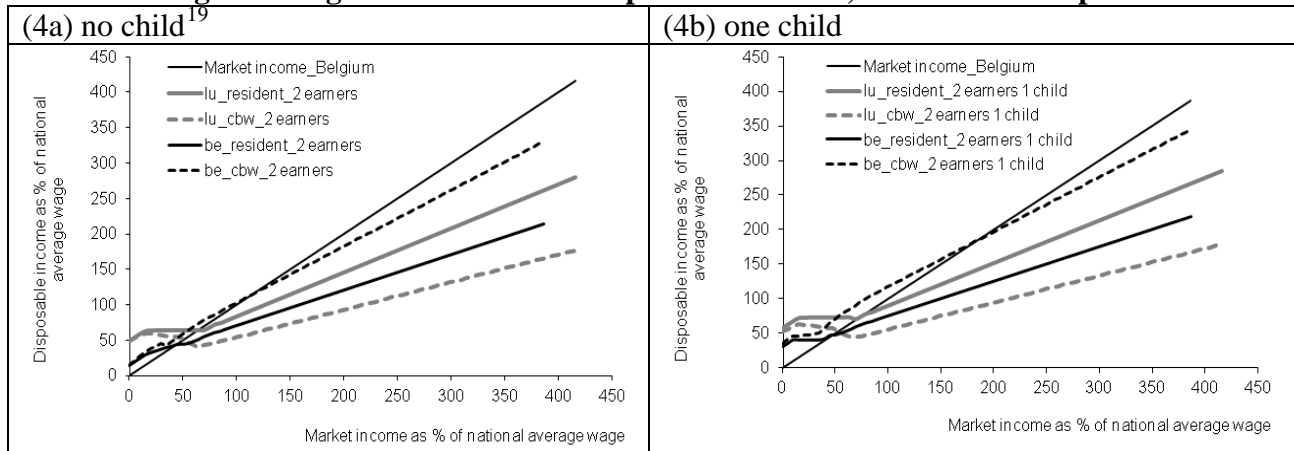 (4a) no child19
450
400
350
300
250
200
150
100
50
0
Disposable income as % of national
average wage
Market income_Belgium
lu_resident_2 earners
lu_cbw_2 earners
be_resident_2 earners
be_cbw_2 earners
0 50 100 150 200 250 300 350 400 450
Market income as % of national average wage
(4b) one child
450
400
350
300
250
200
150
100
50
0
Disposable income as % of national
average wage
Market income_Belgium
lu_resident_2 earners 1 child
lu_cbw_2 earners 1 child
be_resident_2 earners 1 child
be_cbw_2 earners 1 child
0 50 100 150 200 250 300 350 400 450
Market income as % of national average wage